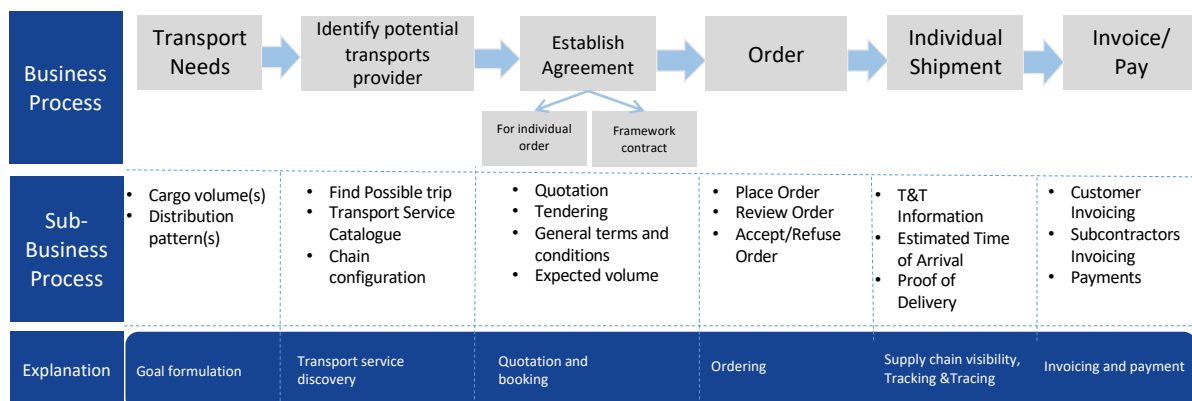 Business
Process
Transport
Needs
Identify potential
transports
provider
Establish
Agreement
Order
Individual
Shipment
Invoice/
Pay
For individual
order
Framework
contract
Sub-
Business
Process
• Cargo volume(s)
• Distribution
pattern(s)
• Find Possible trip
• Transport Service
Catalogue
• Chain
configuration
• Quotation
• Tendering
• General terms and
conditions
• Expected volume
• Place Order
• Review Order
• Accept/Refuse
Order
• T&T
Information
• Estimated Time
of Arrival
• Proof of
Delivery
• Customer
Invoicing
• Subcontractors
Invoicing
• Payments
Explanation
Goal formulation
Transport service
discovery
Quotation and
booking
Ordering
Supply chain visibility,
Tracking &Tracing
Invoicing and payment